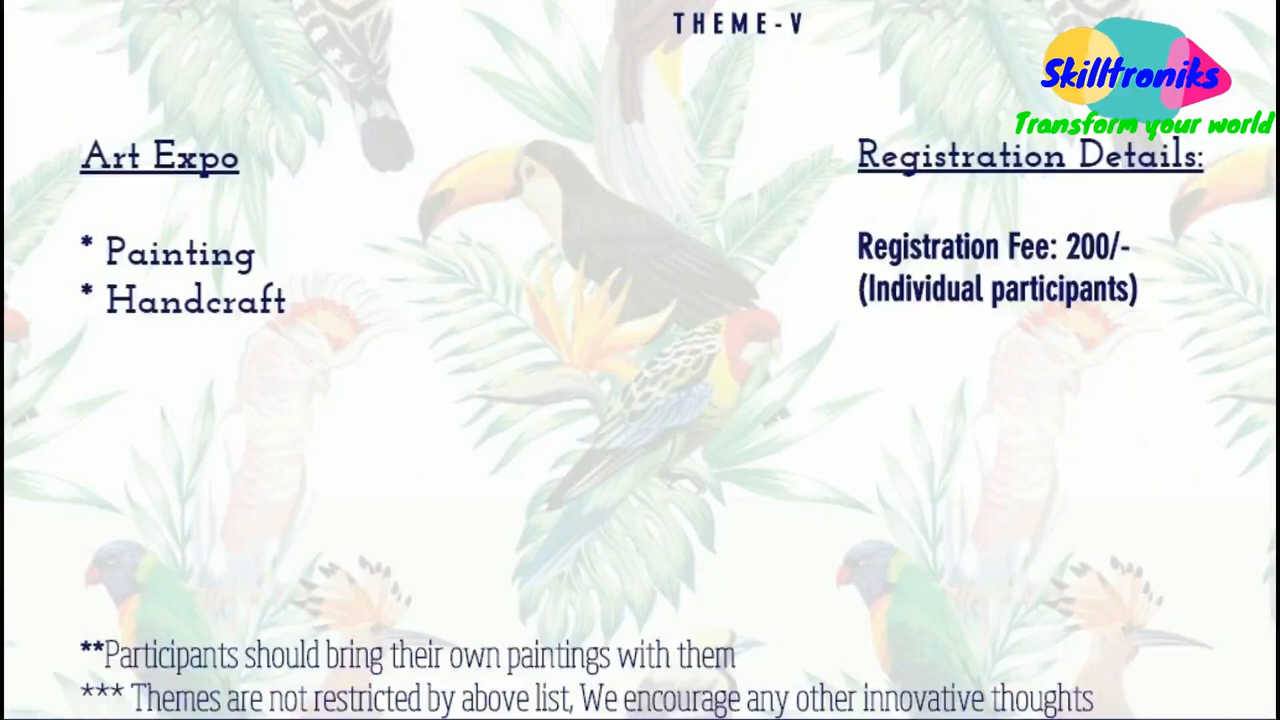 THEME-V
Skilltroniks
Transform your world
Art Expo
* Painting
* Handcraft
Registration Details:
Registration Fee: 200/-
(Individual participants)
**Participants should bring their own paintings with them
*** Themes are not restricted by above list, We encourage any other innovative thoughts